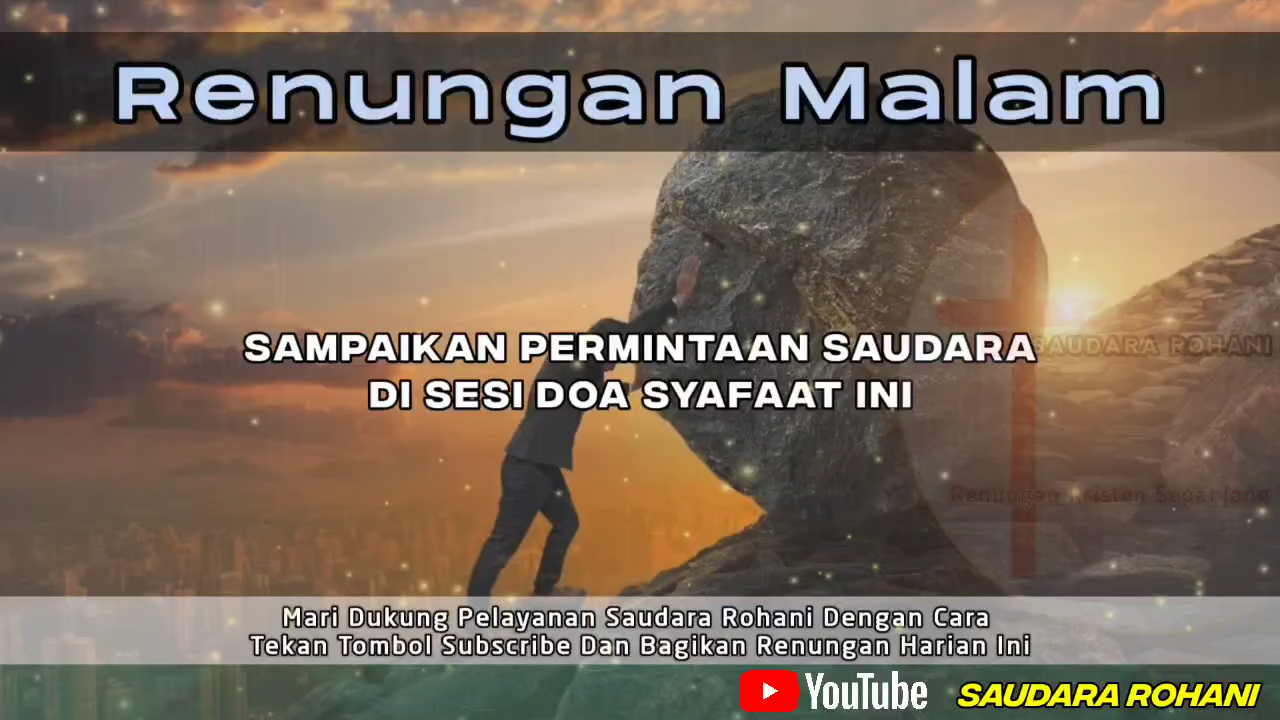 Renungan Malam
SAMPAIKAN PERMINTAAN SAUDARA
DI SESI DOA SYAFAAT INI
SAUDARA ROHANI
Renungan Kristen Sepanjang
Mari Dukung Pelayanan Saudara Rohani Dengan Cara
Tekan Tombol Subscribe Dan Bagikan Renungan Harian Ini
YouTube SAUDARA ROHANI